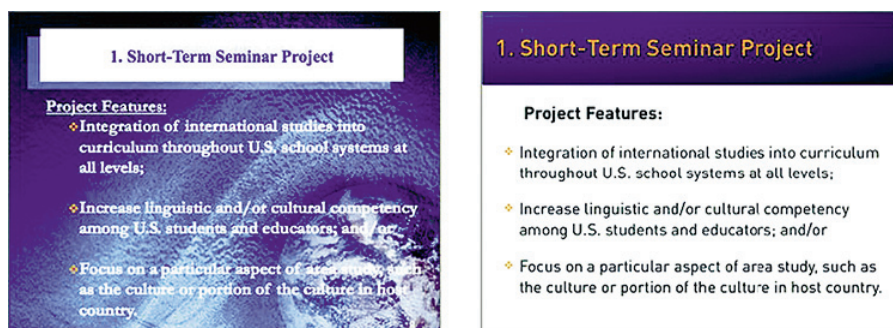 1. Short-Term Seminar Project
Project Features:
Integration of international studies into
curriculum throughout U.S. school systems at
all levels;
Increase linguistic and/or cultural competency
among U.S. students and educators; and/or
Focus on a particular aspect of area study, such
as the culture or portion of the culture in host
country.
1. Short-Term Seminar Project
Project Features:
Integration of international studies into curriculum
throughout U.S. school systems at all levels;
Increase linguistic and/or cultural competency
among U.S. students and educators; and/or
Focus on a particular aspect of area study, such as
the culture or portion of the culture in host country.